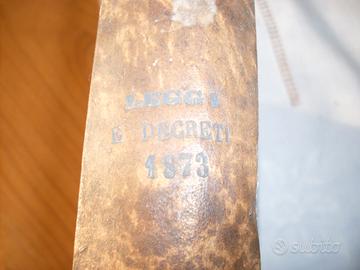 LEGGI
E DECRETI
1873
subito